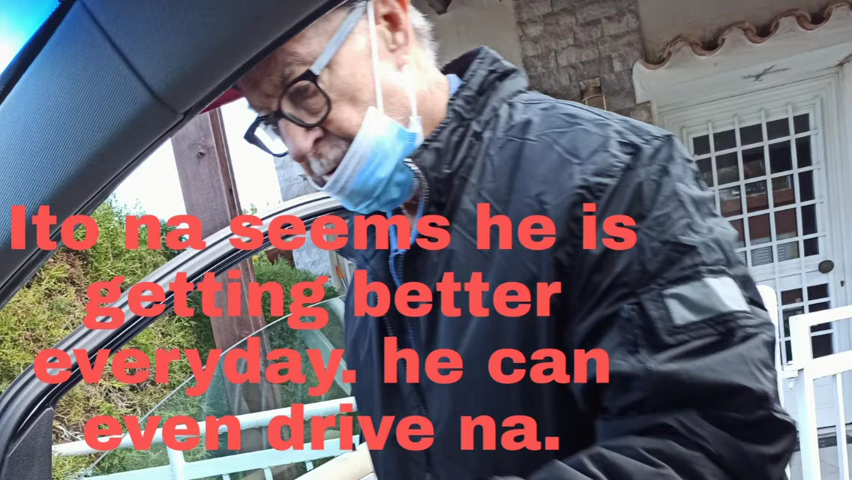 Ito na seems he is
getting better
everyday. he can
even drive na.